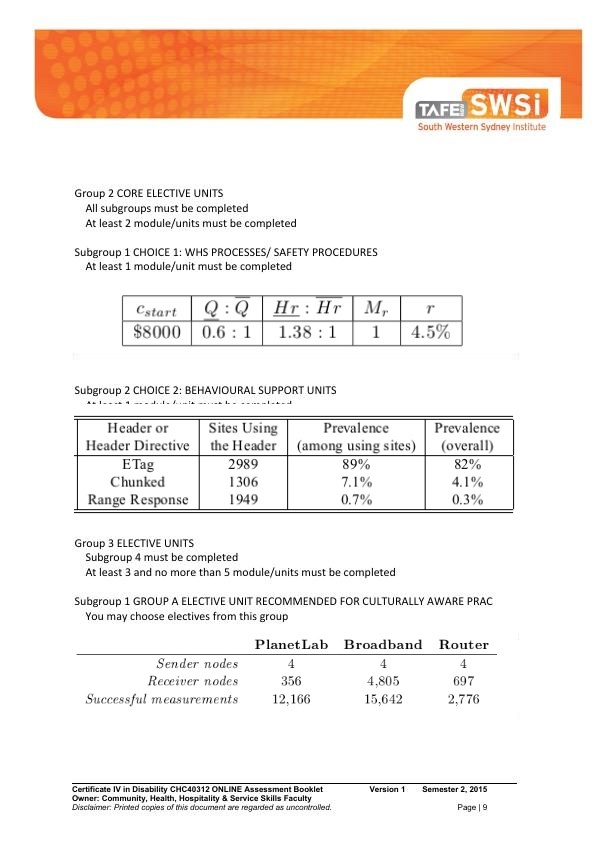 TAFE NSW SWSi
South Western Sydney Institute
Group 2 CORE ELECTIVE UNITS
All subgroups must be completed
At least 2 module/units must be completed
Subgroup 1 CHOICE 1: WHS PROCESSES/ SAFETY PROCEDURES
At least 1 module/unit must be completed
c_start Q : Q̅ Hr : H̅r̅ M_r r
$8000 0.6 : 1 1.38 : 1 1 4.5%
Subgroup 2 CHOICE 2: BEHAVIOURAL SUPPORT UNITS
At least 1 module/unit must be completed
Header or Sites Using Prevalence Prevalence
Header Directive the Header (among using sites) (overall)
ETag 2989 89% 82%
Chunked 1306 7.1% 4.1%
Range Response 1949 0.7% 0.3%
Group 3 ELECTIVE UNITS
Subgroup 4 must be completed
At least 3 and no more than 5 module/units must be completed
Subgroup 1 GROUP A ELECTIVE UNIT RECOMMENDED FOR CULTURALLY AWARE PRAC
You may choose electives from this group
PlanetLab Broadband Router
Sender nodes 4 4 4
Receiver nodes 356 4,805 697
Successful measurements 12,166 15,642 2,776
Certificate IV in Disability CHC40312 ONLINE Assessment Booklet Version 1 Semester 2, 2015
Owner: Community, Health, Hospitality & Service Skills Faculty
Disclaimer: Printed copies of this document are regarded as uncontrolled. Page | 9